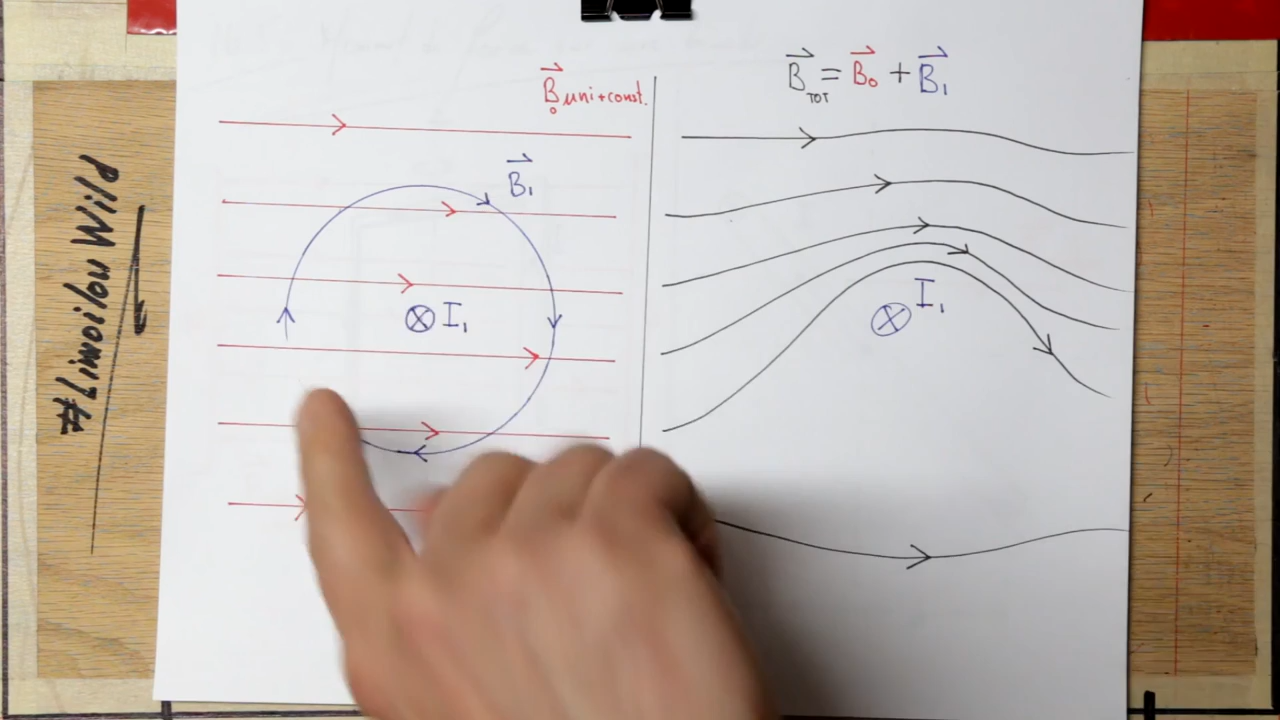 #Limoilou Wild
B₀ uni+const.
B₁
⊗ I₁
B_TOT = B₀ + B₁
⊗ I₁